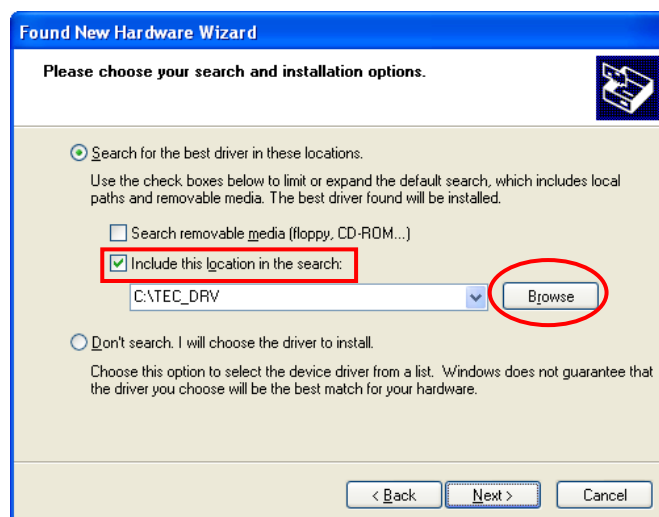 Found New Hardware Wizard
Please choose your search and installation options.
Search for the best driver in these locations.
Use the check boxes below to limit or expand the default search, which includes local
paths and removable media. The best driver found will be installed.
Search removable media (floppy, CD-ROM...)
Include this location in the search:
C:\TEC_DRV
Browse
Don't search. I will choose the driver to install.
Choose this option to select the device driver from a list. Windows does not guarantee that
the driver you choose will be the best match for your hardware.
< Back Next > Cancel